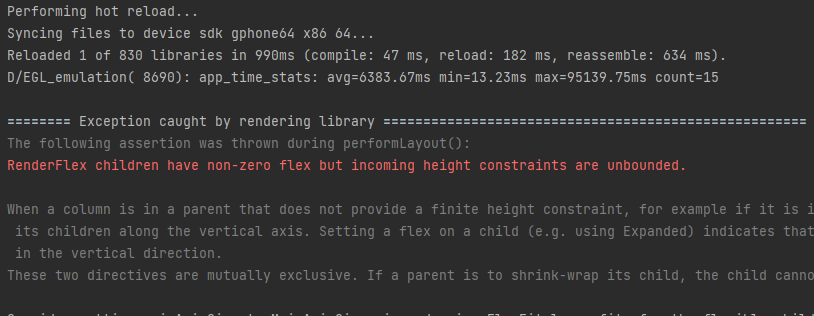 Performing hot reload...
Syncing files to device sdk gphone64 x86 64...
Reloaded 1 of 830 libraries in 990ms (compile: 47 ms, reload: 182 ms, reassemble: 634 ms).
D/EGL_emulation( 8690): app_time_stats: avg=6383.67ms min=13.23ms max=95139.75ms count=15
======== Exception caught by rendering library =====================================================
The following assertion was thrown during performLayout():
RenderFlex children have non-zero flex but incoming height constraints are unbounded.
When a column is in a parent that does not provide a finite height constraint, for example if it is i
its children along the vertical axis. Setting a flex on a child (e.g. using Expanded) indicates that
in the vertical direction.
These two directives are mutually exclusive. If a parent is to shrink-wrap its child, the child canno